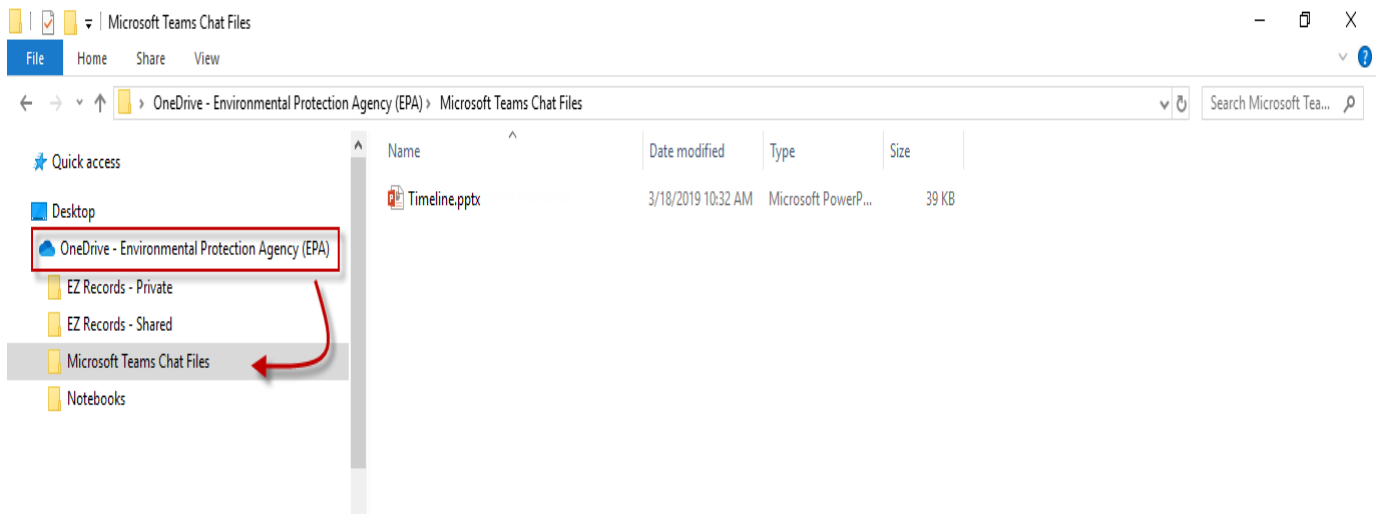 Microsoft Teams Chat Files
File Home Share View
OneDrive - Environmental Protection Agency (EPA) › Microsoft Teams Chat Files
Search Microsoft Tea...
Quick access
Desktop
OneDrive - Environmental Protection Agency (EPA)
EZ Records - Private
EZ Records - Shared
Microsoft Teams Chat Files
Notebooks
Name Date modified Type Size
Timeline.pptx 3/18/2019 10:32 AM Microsoft PowerP... 39 KB